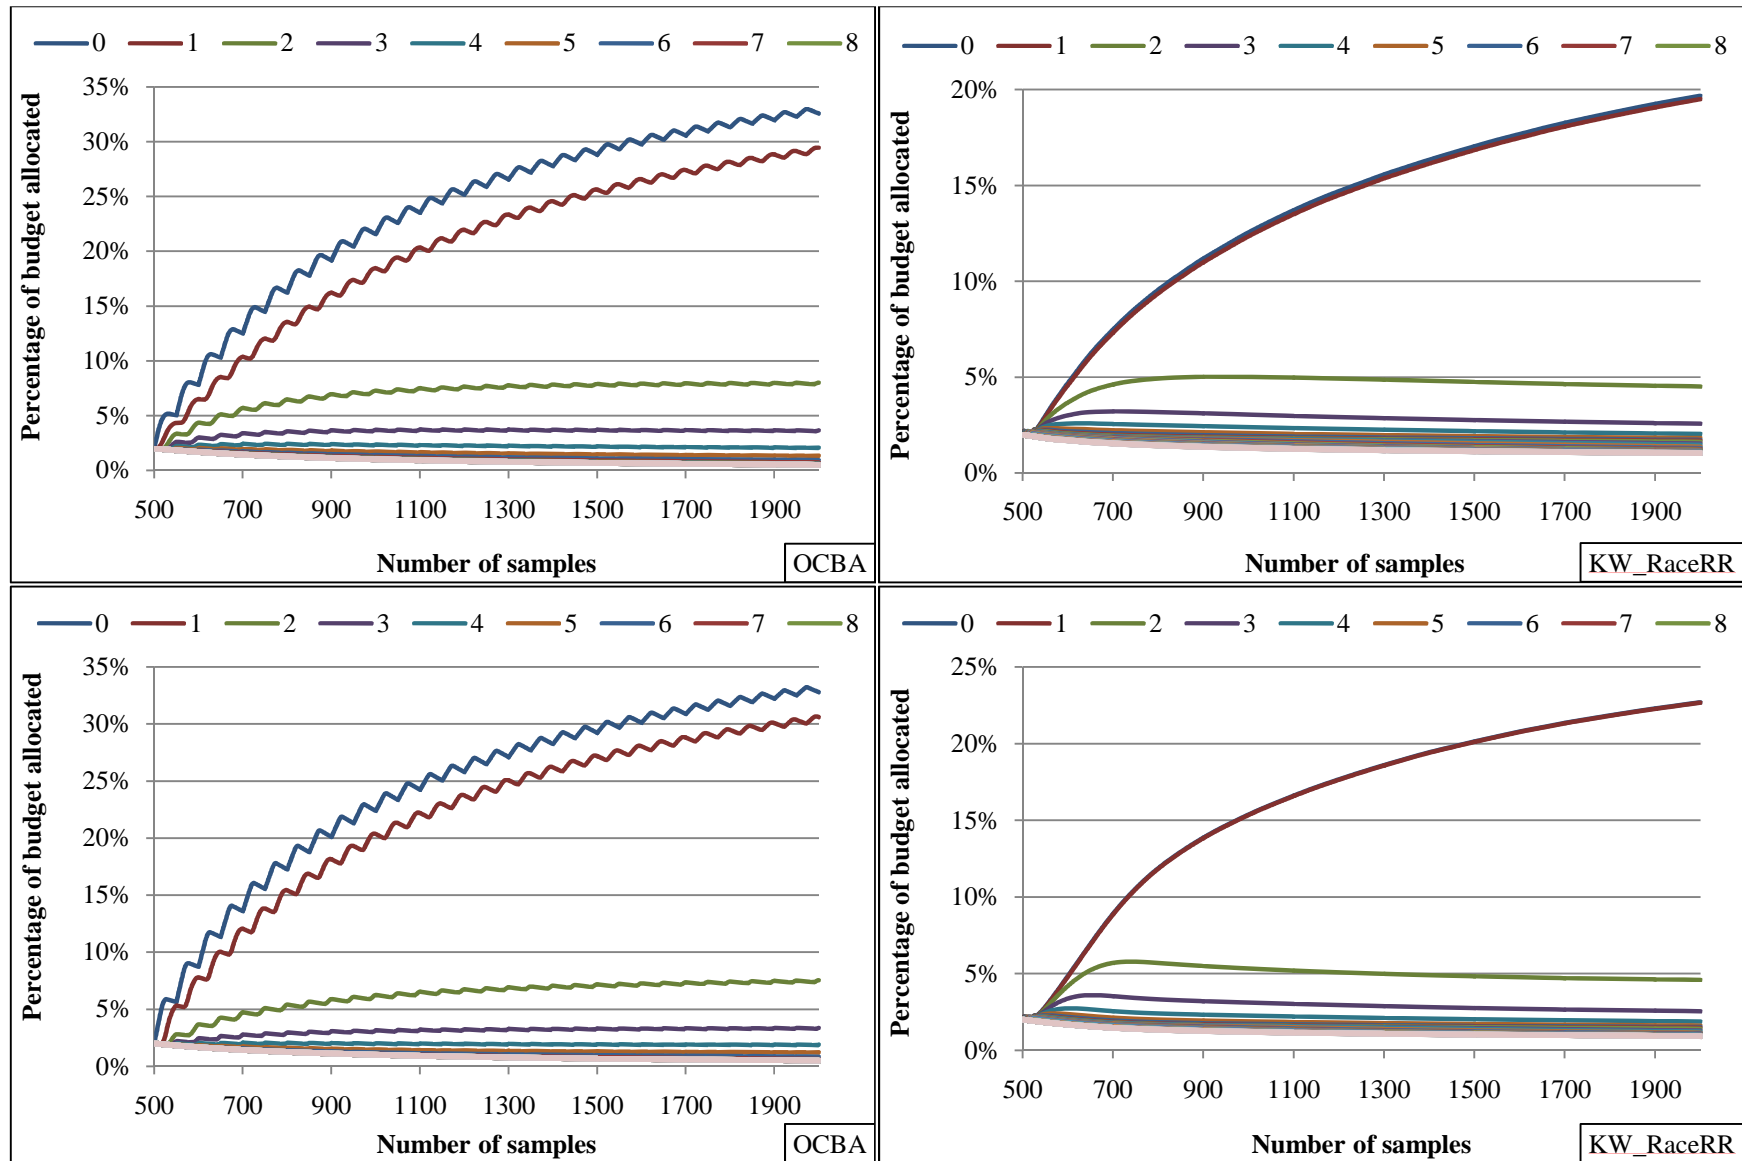 0 1 2 3 4 5 6 7 8
Percentage of budget allocated
35%
30%
25%
20%
15%
10%
5%
0%
500 700 900 1100 1300 1500 1700 1900
Number of samples
OCBA
0 1 2 3 4 5 6 7 8
Percentage of budget allocated
20%
15%
10%
5%
0%
500 700 900 1100 1300 1500 1700 1900
Number of samples
KW_RaceRR
0 1 2 3 4 5 6 7 8
Percentage of budget allocated
35%
30%
25%
20%
15%
10%
5%
0%
500 700 900 1100 1300 1500 1700 1900
Number of samples
OCBA
0 1 2 3 4 5 6 7 8
Percentage of budget allocated
25%
20%
15%
10%
5%
0%
500 700 900 1100 1300 1500 1700 1900
Number of samples
KW_RaceRR